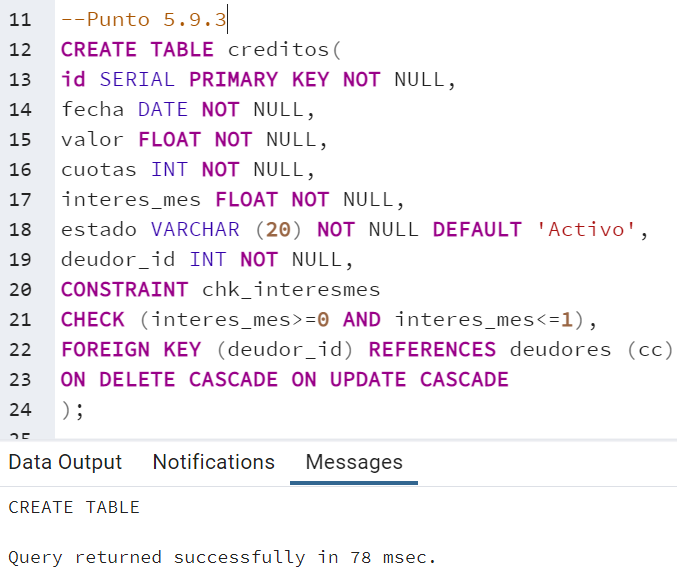 11 --Punto 5.9.3
12 CREATE TABLE creditos(
13 id SERIAL PRIMARY KEY NOT NULL,
14 fecha DATE NOT NULL,
15 valor FLOAT NOT NULL,
16 cuotas INT NOT NULL,
17 interes_mes FLOAT NOT NULL,
18 estado VARCHAR (20) NOT NULL DEFAULT 'Activo',
19 deudor_id INT NOT NULL,
20 CONSTRAINT chk_interesmes
21 CHECK (interes_mes>=0 AND interes_mes<=1),
22 FOREIGN KEY (deudor_id) REFERENCES deudores (cc)
23 ON DELETE CASCADE ON UPDATE CASCADE
24 );
25
Data Output Notifications Messages
CREATE TABLE
Query returned successfully in 78 msec.